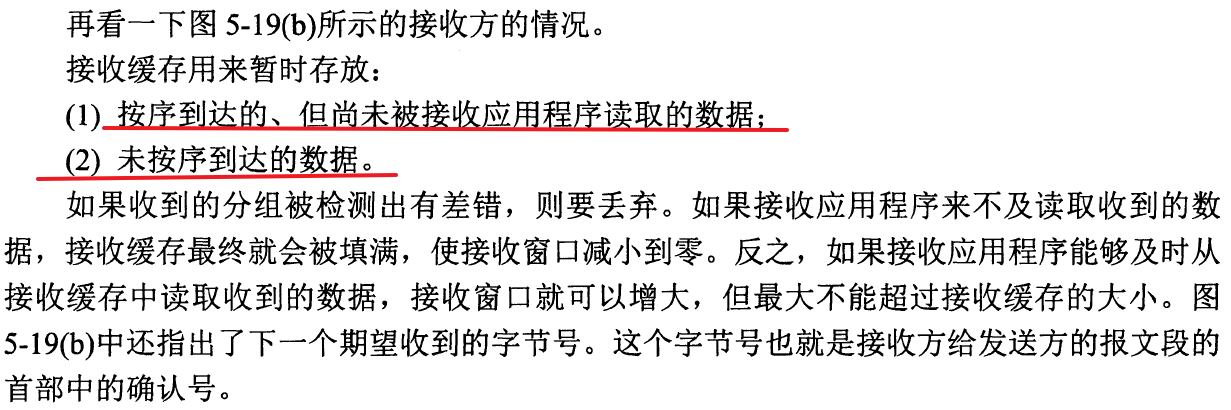 再看一下图 5-19(b)所示的接收方的情况。
接收缓存用来暂时存放：
(1) 按序到达的、但尚未被接收应用程序读取的数据；
(2) 未按序到达的数据。
如果收到的分组被检测出有差错，则要丢弃。如果接收应用程序来不及读取收到的数
据，接收缓存最终就会被填满，使接收窗口减小到零。反之，如果接收应用程序能够及时从
接收缓存中读取收到的数据，接收窗口就可以增大，但最大不能超过接收缓存的大小。图
5-19(b)中还指出了下一个期望收到的字节号。这个字节号也就是接收方给发送方的报文段的
首部中的确认号。